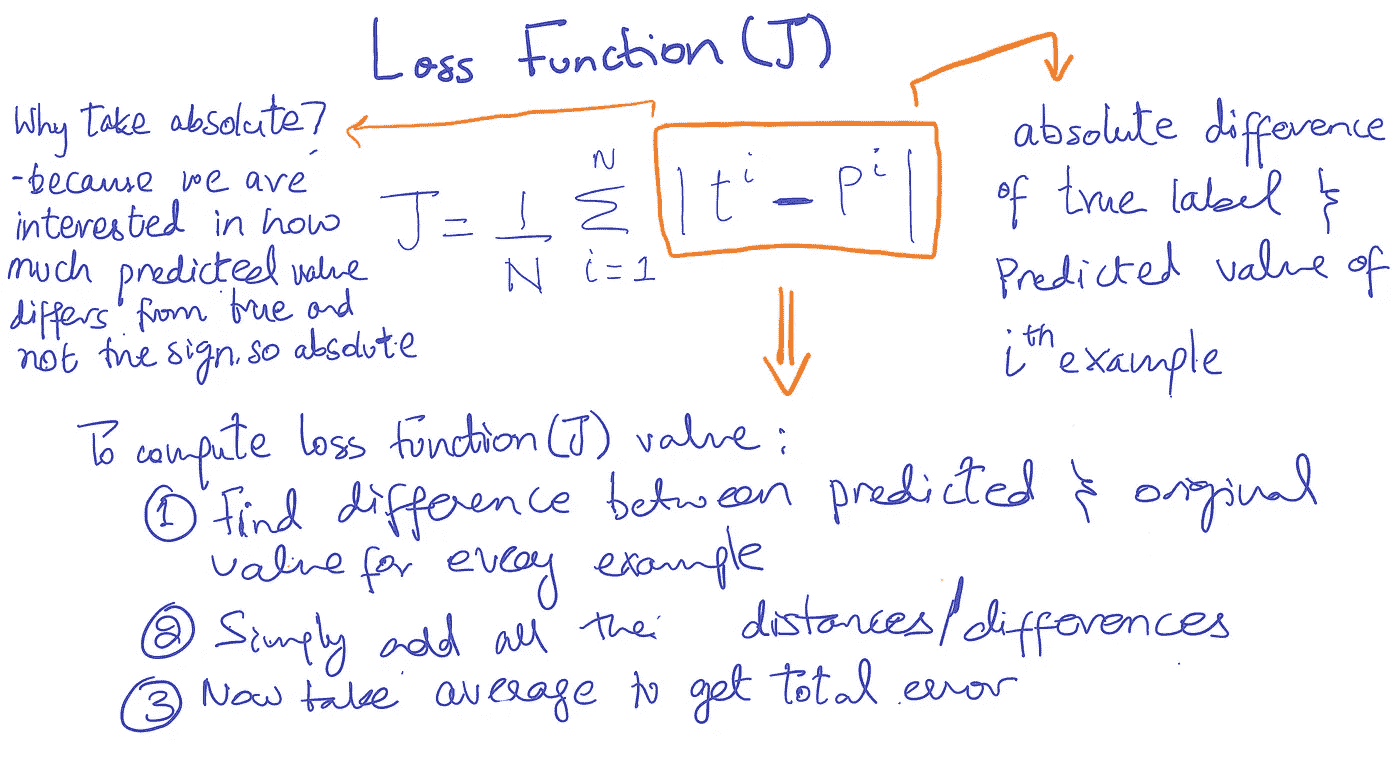 Loss Function (J)
Why take absolute?
-because we are
interested in how
much predicted value
differs from true and
not the sign. so absolute
J = 1/N Σ i=1 N | t^i - P^i |
absolute difference
of true label &
Predicted value of
i^th example
To compute loss function (J) value :
① Find difference between predicted & original
value for every example
② Simply add all the distances/differences
③ Now take average to get total error